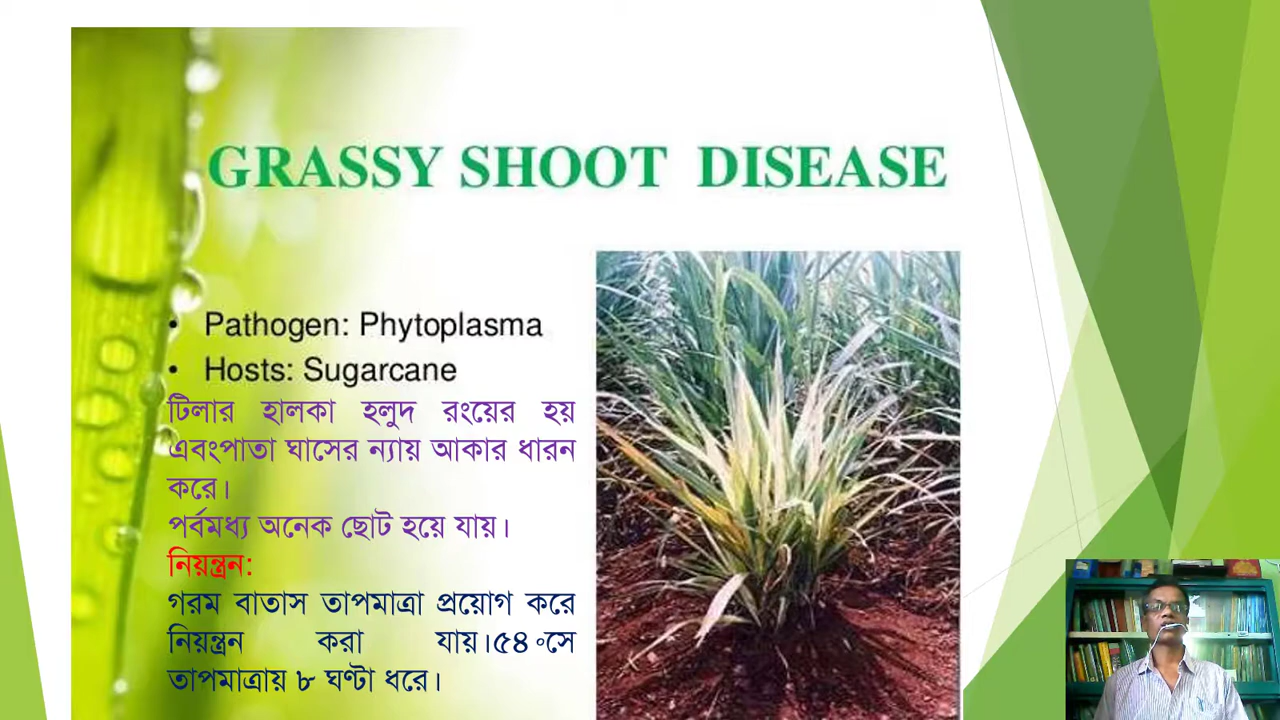 GRASSY SHOOT DISEASE
• Pathogen: Phytoplasma
• Hosts: Sugarcane
টিলার হালকা হলুদ রংয়ের হয়
এবংপাতা ঘাসের ন্যায় আকার ধারন
করে।
পর্বমধ্য অনেক ছোট হয়ে যায়।
নিয়ন্ত্রন:
গরম বাতাস তাপমাত্রা প্রয়োগ করে
নিয়ন্ত্রন করা যায়।৫৪°সে
তাপমাত্রায় ৮ ঘণ্টা ধরে।